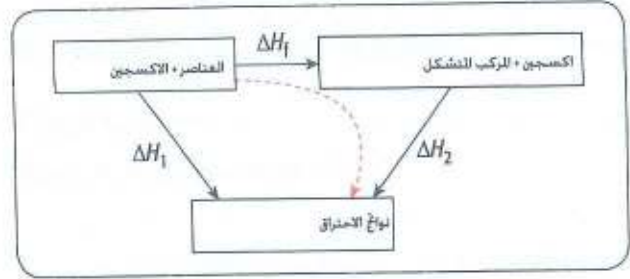 ΔHf
العناصر + الاكسجين
اكسجين + المركب المتشكل
ΔH1
ΔH2
نواتج الاحتراق